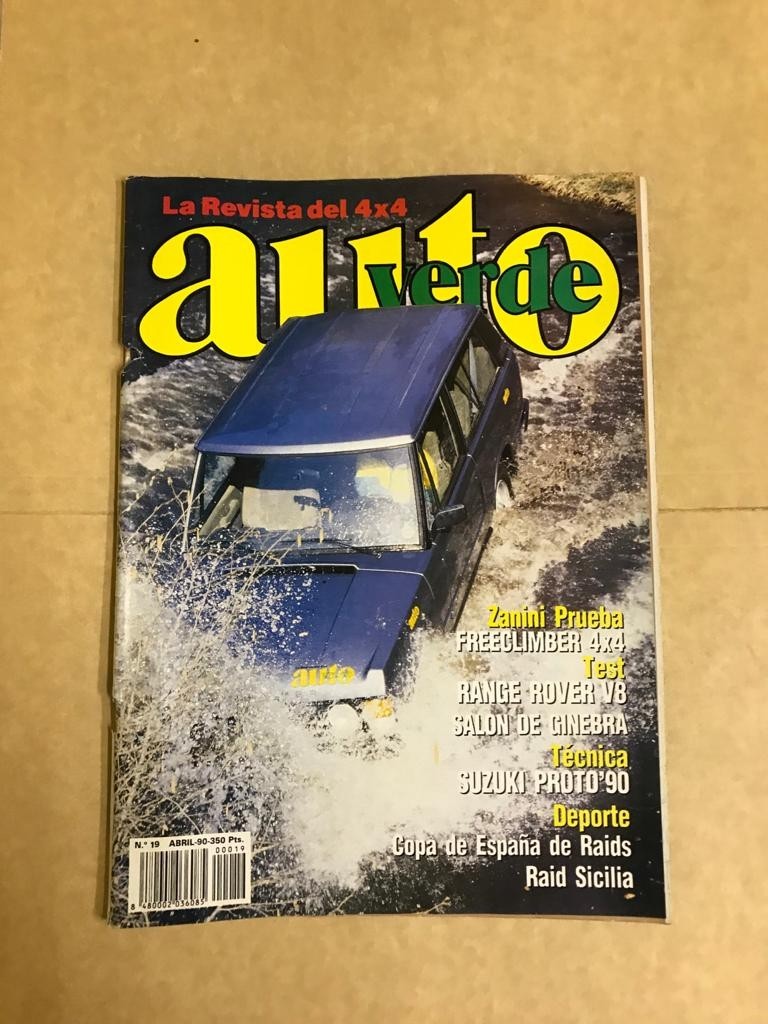 La Revista del 4x4
auto
verde
auto
Zanini Prueba
FREECLIMBER 4x4
Test
RANGE ROVER V8
SALON DE GINEBRA
Técnica
SUZUKI PROTO'90
Deporte
Copa de España de Raids
Raid Sicilia
N.º 19 ABRIL-90-350 Pts.
00019
8 480002 036085